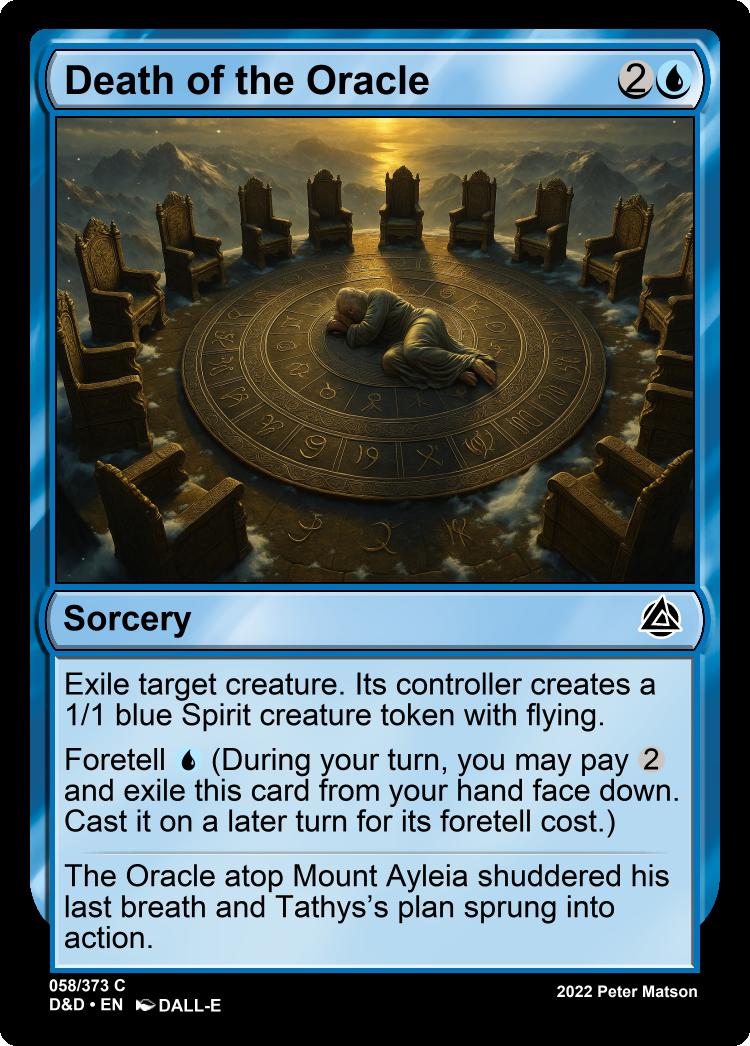 Death of the Oracle 2
Sorcery
Exile target creature. Its controller creates a
1/1 blue Spirit creature token with flying.
Foretell (During your turn, you may pay 2
and exile this card from your hand face down.
Cast it on a later turn for its foretell cost.)
The Oracle atop Mount Ayleia shuddered his
last breath and Tathys’s plan sprung into
action.
058/373 C
D&D • EN DALL-E
2022 Peter Matson